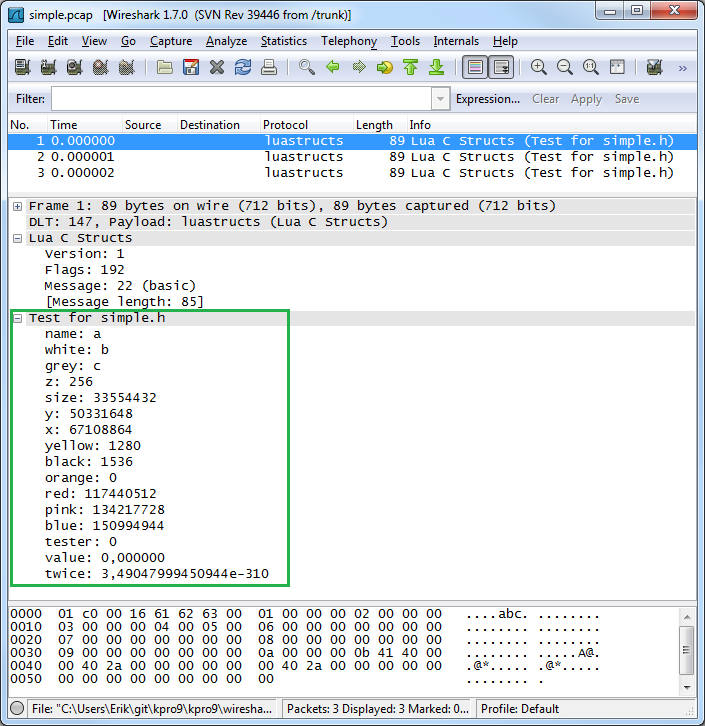 simple.pcap   [Wireshark 1.7.0  (SVN Rev 39446 from /trunk)]
File Edit View Go Capture Analyze Statistics Telephony Tools Internals Help
Filter: Expression... Clear Apply Save
No. Time Source Destination Protocol Length Info
1 0.000000 luastructs 89 Lua C Structs (Test for simple.h)
2 0.000001 luastructs 89 Lua C Structs (Test for simple.h)
3 0.000002 luastructs 89 Lua C Structs (Test for simple.h)
Frame 1: 89 bytes on wire (712 bits), 89 bytes captured (712 bits)
DLT: 147, Payload: luastructs (Lua C Structs)
Lua C Structs
Version: 1
Flags: 192
Message: 22 (basic)
[Message length: 85]
Test for simple.h
name: a
white: b
grey: c
z: 256
size: 33554432
y: 50331648
x: 67108864
yellow: 1280
black: 1536
orange: 0
red: 117440512
pink: 134217728
blue: 150994944
tester: 0
value: 0,000000
twice: 3,49047999450944e-310
0000 01 c0 00 16 61 62 63 00 01 00 00 00 02 00 00 00 ....abc. ........
0010 03 00 00 00 04 00 05 00 06 00 00 00 00 00 00 00 ........ ........
0020 07 00 00 00 00 00 00 00 08 00 00 00 00 00 00 00 ........ ........
0030 09 00 00 00 00 00 00 00 0a 00 00 00 0b 41 40 00 ........ .....A@.
0040 00 40 2a 00 00 00 00 00 00 40 2a 00 00 00 00 00 .@*..... .@*.....
0050 00 00 00 00 00 00 00 00 00 ........ .
File: "C:\Users\Erik\git\kpro9\kpro9\wiresha... Packets: 3 Displayed: 3 Marked: 0... Profile: Default